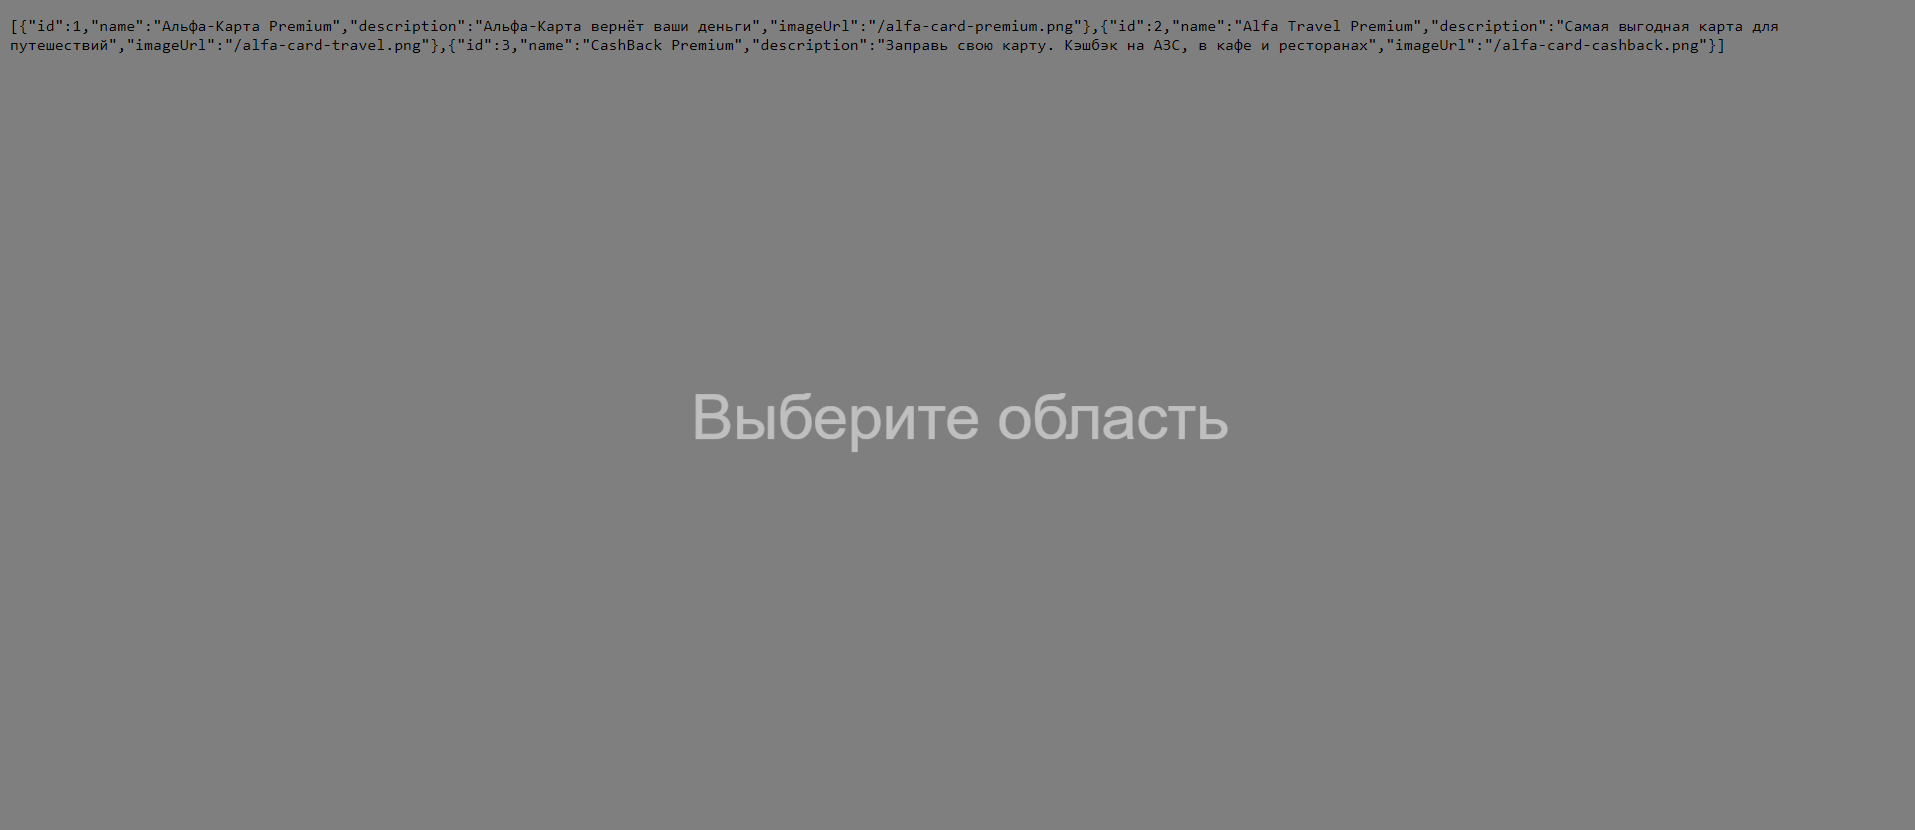 [{"id":1,"name":"Альфа-Карта Premium","description":"Альфа-Карта вернёт ваши деньги","imageUrl":"/alfa-card-premium.png"},{"id":2,"name":"Alfa Travel Premium","description":"Самая выгодная карта для
путешествий","imageUrl":"/alfa-card-travel.png"},{"id":3,"name":"CashBack Premium","description":"Заправь свою карту. Кэшбэк на АЗС, в кафе и ресторанах","imageUrl":"/alfa-card-cashback.png"}]
Выберите область